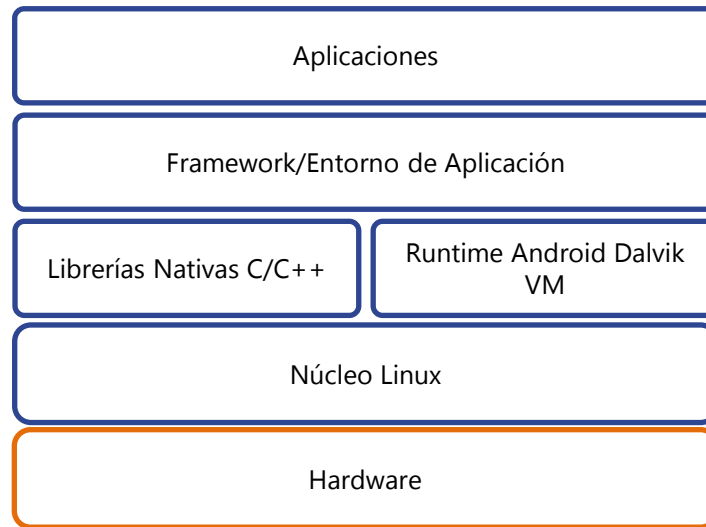 Aplicaciones
Framework/Entorno de Aplicación
Librerías Nativas C/C++
Runtime Android Dalvik
VM
Núcleo Linux
Hardware